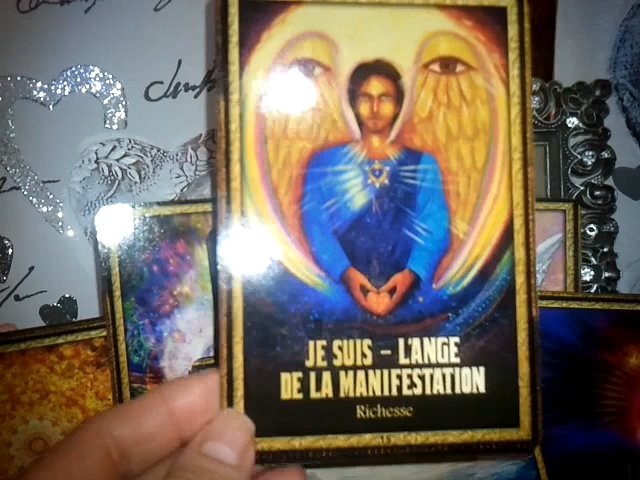 JE SUIS – L'ANGE
DE LA MANIFESTATION
Richesse